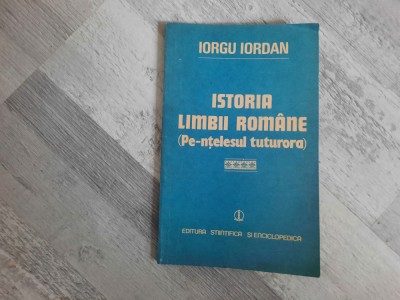 IORGU IORDAN
ISTORIA
LIMBII ROMÂNE
(Pe-nțelesul tuturora)
EDITURA ȘTIINȚIFICĂ ȘI ENCICLOPEDICĂ